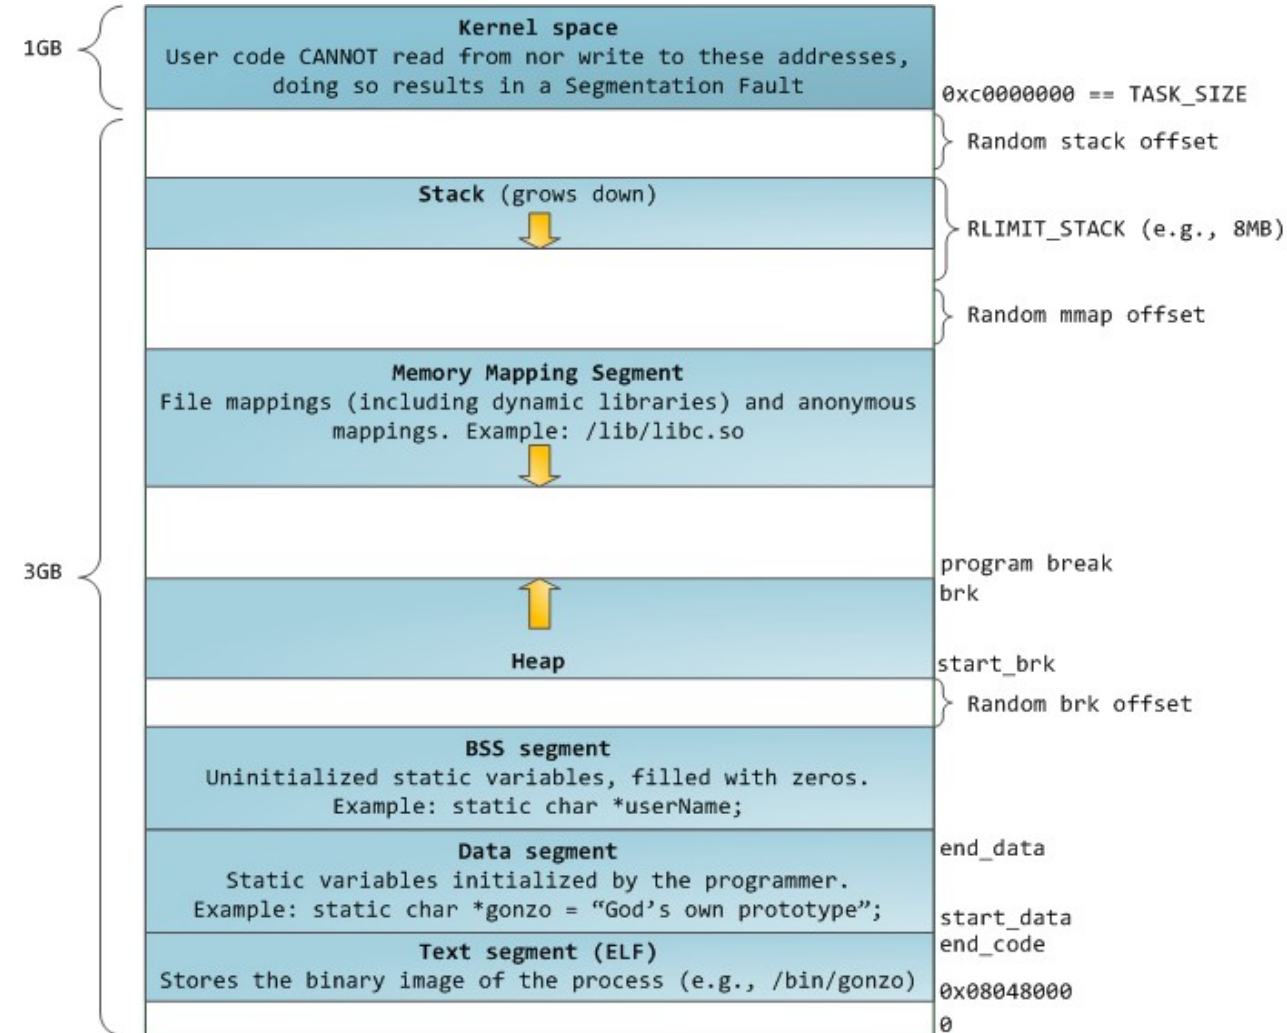 Kernel space
1GB
User code CANNOT read from nor write to these addresses,
doing so results in a Segmentation Fault
0xc0000000 == TASK_SIZE
Random stack offset
Stack (grows down)
RLIMIT_STACK (e.g., 8MB)
Random mmap offset
Memory Mapping Segment
File mappings (including dynamic libraries) and anonymous
mappings. Example: /lib/libc.so
program break
3GB
brk
Heap
start_brk
Random brk offset
BSS segment
Uninitialized static variables, filled with zeros.
Example: static char *userName;
Data segment
end_data
Static variables initialized by the programmer.
Example: static char *gonzo = “God’s own prototype”;
start_data
end_code
Text segment (ELF)
Stores the binary image of the process (e.g., /bin/gonzo)
0x08048000
0